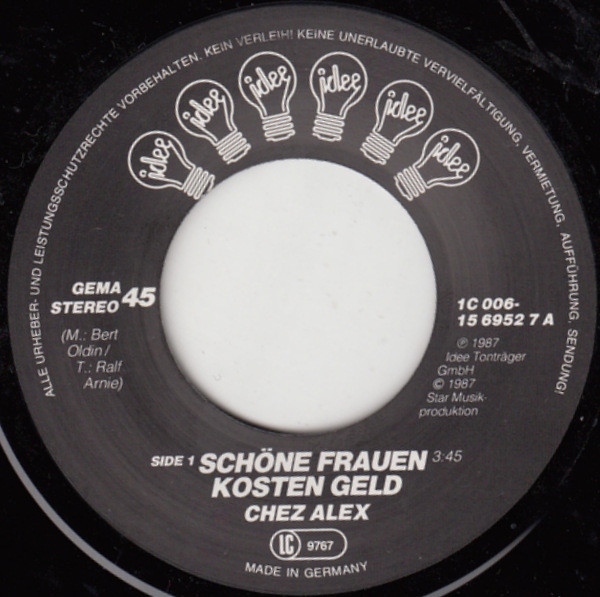 ALLE URHEBER- UND LEISTUNGSSCHUTZRECHTE VORBEHALTEN. KEIN VERLEIH! KEINE UNERLAUBTE VERVIELFÄLTIGUNG, VERMIETUNG, AUFFÜHRUNG, SENDUNG!
idee idee idee idee idee idee
GEMA
STEREO 45
(M.: Bert
Oldin /
T.: Ralf
Arnie)
1C 006-
15 6952 7 A
℗ 1987
Idee Tonträger
GmbH
© 1987
Star Musik-
produktion
SIDE 1 SCHÖNE FRAUEN 3:45
KOSTEN GELD
CHEZ ALEX
LC 9767
MADE IN GERMANY